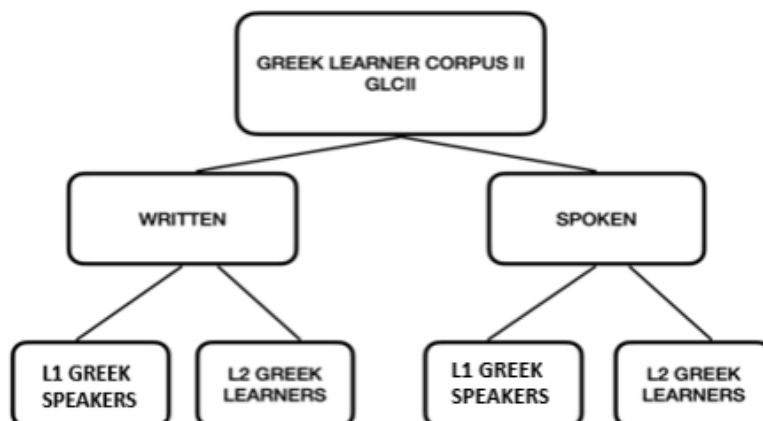 GREEK LEARNER CORPUS II
GLCII
WRITTEN
SPOKEN
L1 GREEK
SPEAKERS
L2 GREEK
LEARNERS
L1 GREEK
SPEAKERS
L2 GREEK
LEARNERS